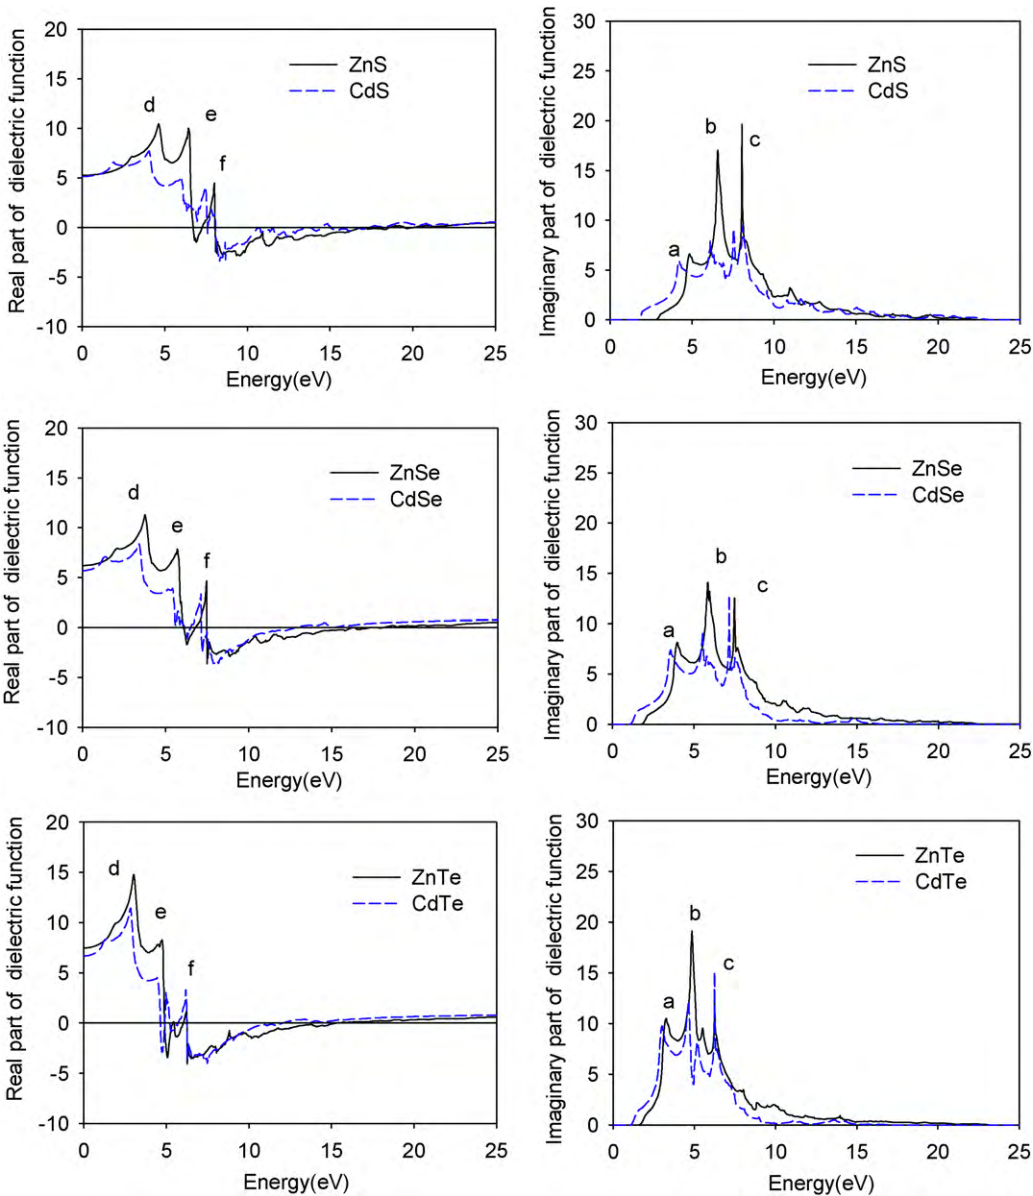 Real part of dielectric function
20
15
10
5
0
-5
-10
ZnS
CdS
d
e
f
0 5 10 15 20 25
Energy(eV)
Imaginary part of dielectric function
30
25
20
15
10
5
0
ZnS
CdS
b
c
a
0 5 10 15 20 25
Energy(eV)
Real part of dielectric function
20
15
10
5
0
-5
-10
ZnSe
CdSe
d
e
f
0 5 10 15 20 25
Energy(eV)
Imaginary part of dielectric function
30
25
20
15
10
5
0
ZnSe
CdSe
b
c
a
0 5 10 15 20 25
Energy(eV)
Real part of dielectric function
20
15
10
5
0
-5
-10
ZnTe
CdTe
d
e
f
0 5 10 15 20 25
Energy(eV)
Imaginary part of dielectric function
30
25
20
15
10
5
0
ZnTe
CdTe
b
c
a
0 5 10 15 20 25
Energy(eV)